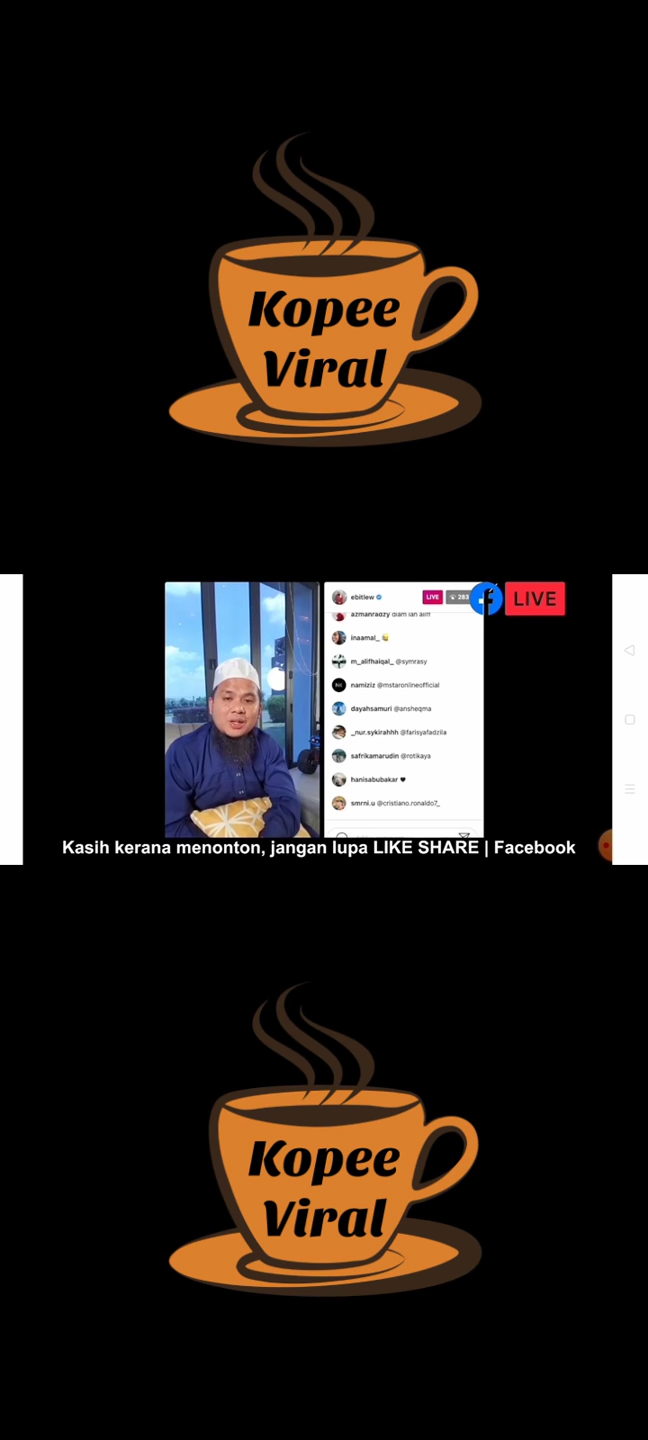 Kopee
Viral
ebitlew
LIVE
283
LIVE
azmanradzy diam lah aliff
inaamal_
m_alifhaiqal_ @symrasy
namiziz @mstaronlineofficial
dayahsamuri @ansheqma
_nur.sykirahhh @farisyafadzila
safrikamarudin @rotikaya
hanisabubakar
smrni.u @cristiano.ronaldo7_
Kasih kerana menonton, jangan lupa LIKE SHARE | Facebook
Kopee
Viral